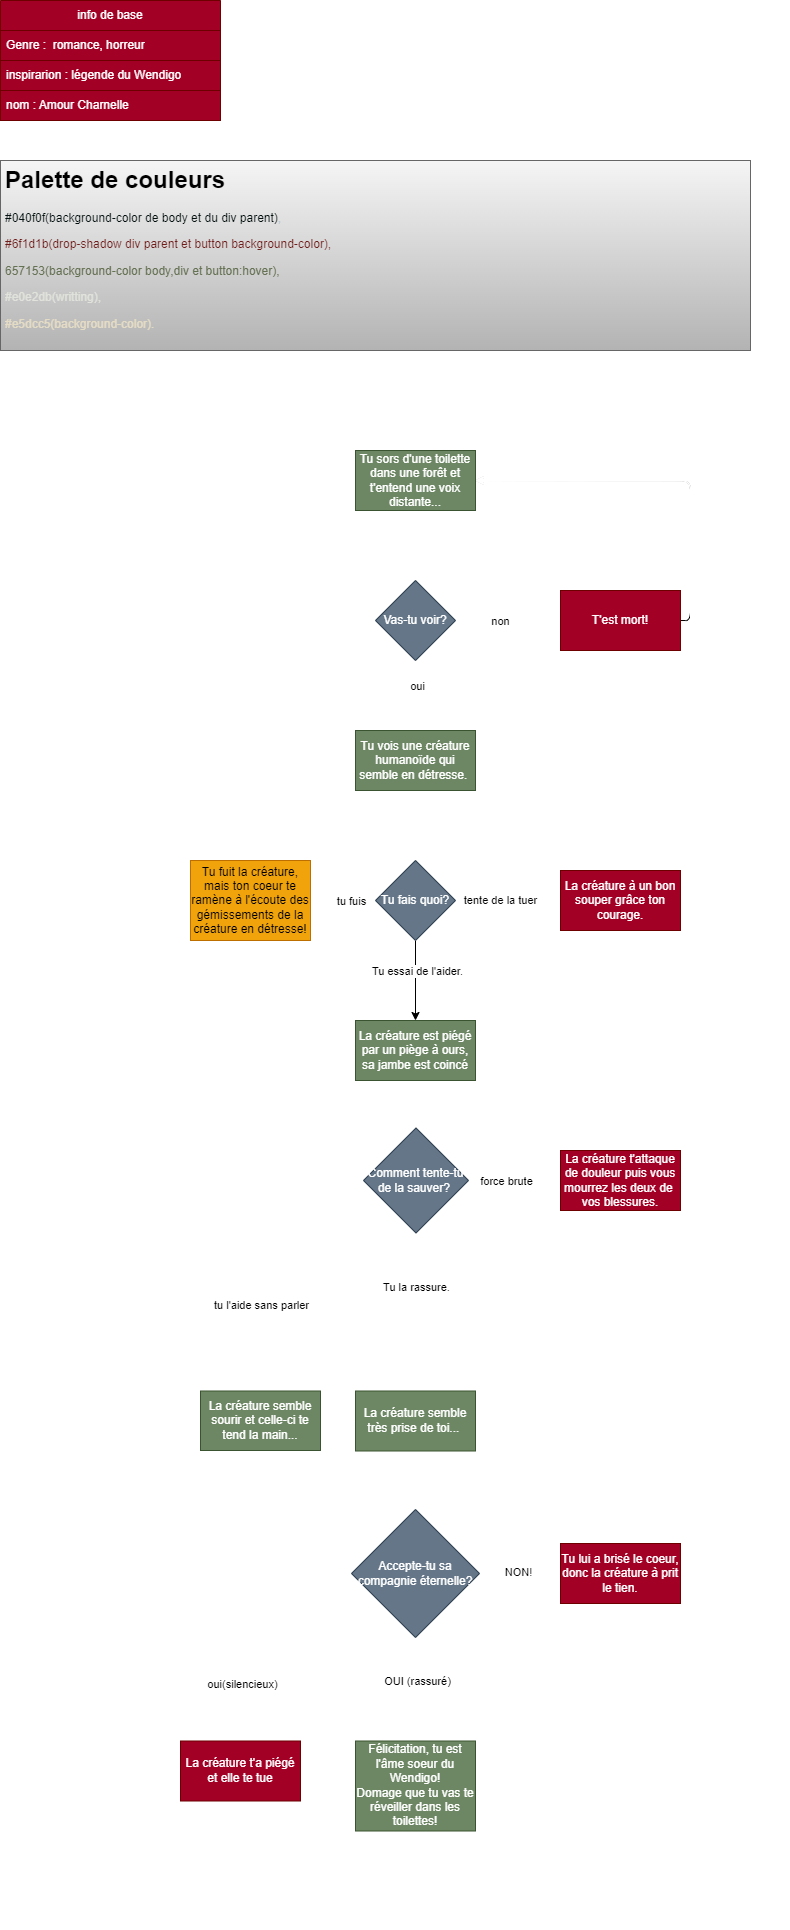 info de base
Genre :  romance, horreur
inspirarion : légende du Wendigo
nom : Amour Charnelle
Palette de couleurs
#040f0f(background-color de body et du div parent)
#6f1d1b(drop-shadow div parent et button background-color),
657153(background-color body,div et button:hover),
#e0e2db(writting),
#e5dcc5(background-color).
Tu sors d'une toilette
dans une forêt et
t'entend une voix
distante...
Vas-tu voir?
non
T'est mort!
oui
Tu vois une créature
humanoïde qui
semble en détresse.
Tu fuit la créature,
mais ton coeur te
ramène à l'écoute des
gémissements de la
créature en détresse!
tu fuis
Tu fais quoi?
tente de la tuer
La créature à un bon
souper grâce ton
courage.
Tu essai de l'aider.
La créature est piégé
par un piège à ours,
sa jambe est coincé
Comment tente-tu
de la sauver?
force brute
La créature t'attaque
de douleur puis vous
mourrez les deux de
vos blessures.
Tu la rassure.
tu l'aide sans parler
La créature semble
sourir et celle-ci te
tend la main...
La créature semble
très prise de toi...
Accepte-tu sa
compagnie éternelle?
NON!
Tu lui a brisé le coeur,
donc la créature à prit
le tien.
oui(silencieux)
OUI (rassuré)
La créature t'a piégé
et elle te tue
Félicitation, tu est
l'âme soeur du
Wendigo!
Domage que tu vas te
réveiller dans les
toilettes!